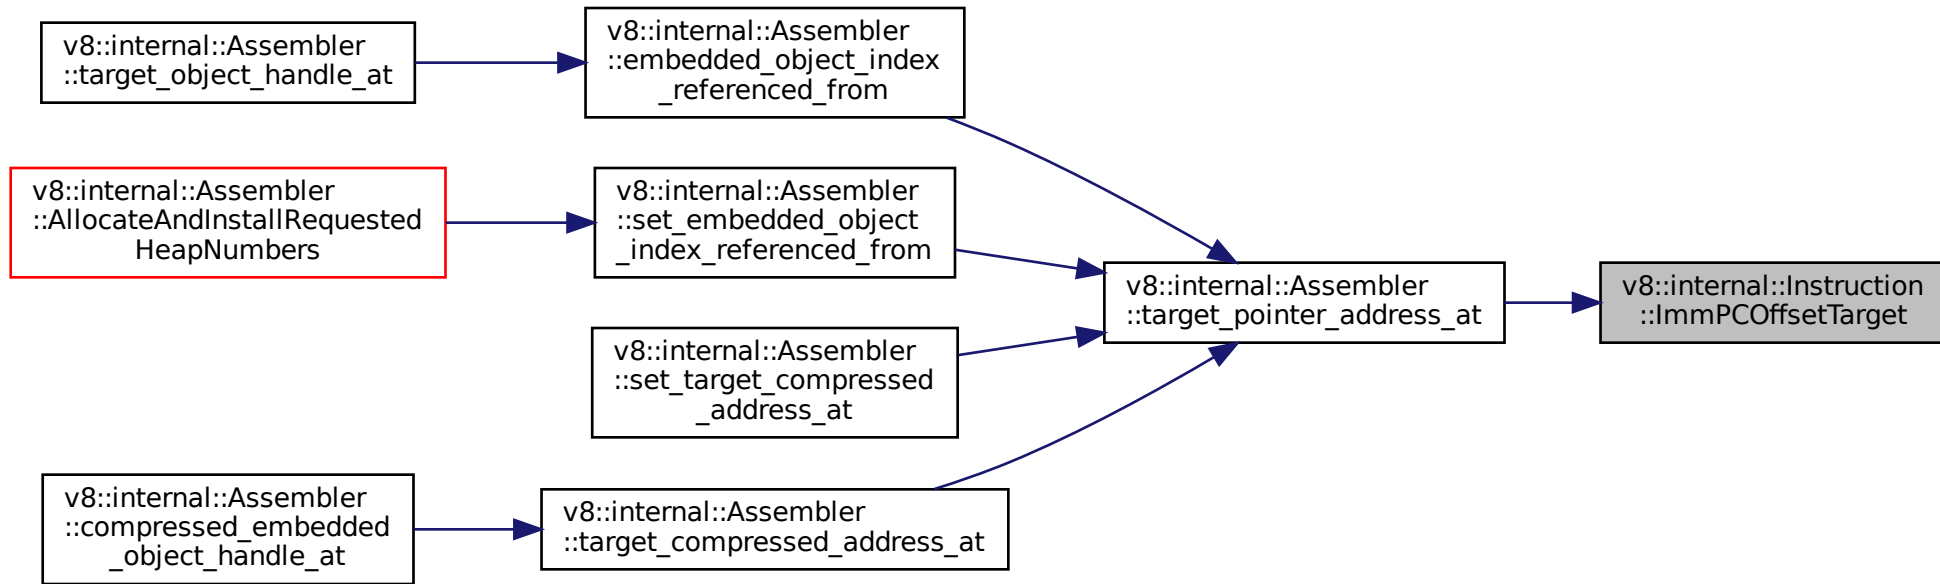 v8::internal::Assembler
::target_object_handle_at
v8::internal::Assembler
::embedded_object_index
_referenced_from
v8::internal::Assembler
::AllocateAndInstallRequested
HeapNumbers
v8::internal::Assembler
::set_embedded_object
_index_referenced_from
v8::internal::Assembler
::set_target_compressed
_address_at
v8::internal::Assembler
::compressed_embedded
_object_handle_at
v8::internal::Assembler
::target_compressed_address_at
v8::internal::Assembler
::target_pointer_address_at
v8::internal::Instruction
::ImmPCOffsetTarget